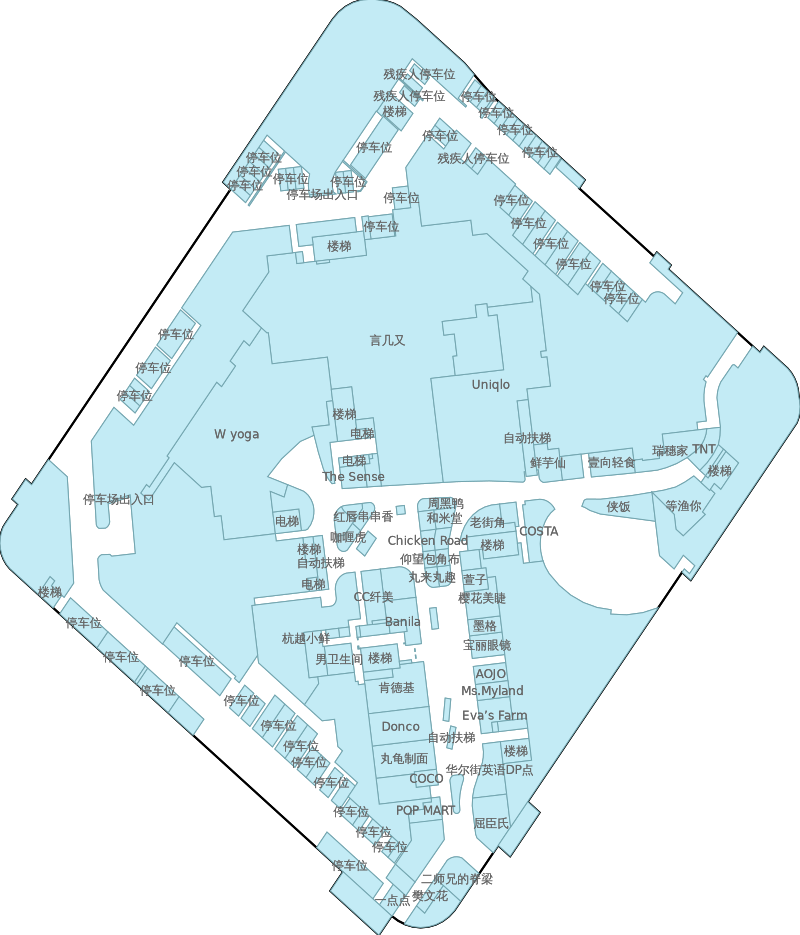 残疾人停车位
残疾人停车位
停车位
楼梯
停车位
停车位
停车位
停车位
停车位
停车位
残疾人停车位
停车位
停车位
停车位
停车位
停车位
停车场出入口
停车位
停车位
停车位
停车位
楼梯
停车位
停车位
停车位
停车位
停车位
言几又
停车位
Uniqlo
停车位
楼梯
W yoga
电梯
自动扶梯
瑞穗家
TNT
电梯
鲜芋仙
壹向轻食
楼梯
The Sense
停车场出入口
周黑鸭
侠饭
等渔你
红唇串串香
和米堂
电梯
老街角
COSTA
咖喱虎
Chicken Road
楼梯
楼梯
仰望包角布
自动扶梯
丸来丸趣
萱子
电梯
楼梯
CC纤美
樱花美睫
停车位
Banila
墨格
杭越小鲜
宝丽眼镜
停车位
男卫生间
楼梯
停车位
AOJO
停车位
肯德基
Ms.Myland
停车位
Eva's Farm
停车位
Donco
自动扶梯
停车位
楼梯
停车位
丸龟制面
华尔街英语DP点
停车位
COCO
停车位
POP MART
屈臣氏
停车位
停车位
停车位
二师兄的脊梁
一点点
樊文花